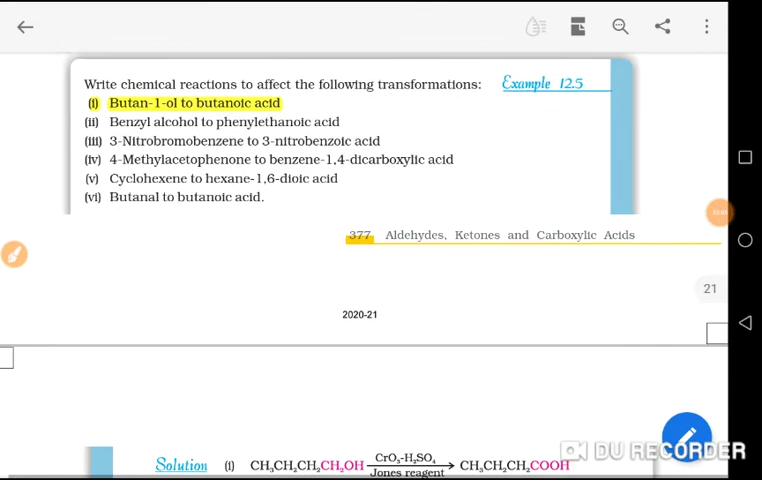 Write chemical reactions to affect the following transformations: Example 12.5
(i) Butan-1-ol to butanoic acid
(ii) Benzyl alcohol to phenylethanoic acid
(iii) 3-Nitrobromobenzene to 3-nitrobenzoic acid
(iv) 4-Methylacetophenone to benzene-1,4-dicarboxylic acid
(v) Cyclohexene to hexane-1,6-dioic acid
(vi) Butanal to butanoic acid.
377 Aldehydes, Ketones and Carboxylic Acids
21
2020-21
DU RECORDER
CrO₃-H₂SO₄
Solution (i) CH₃CH₂CH₂CH₂OH → CH₃CH₂CH₂COOH
Jones reagent